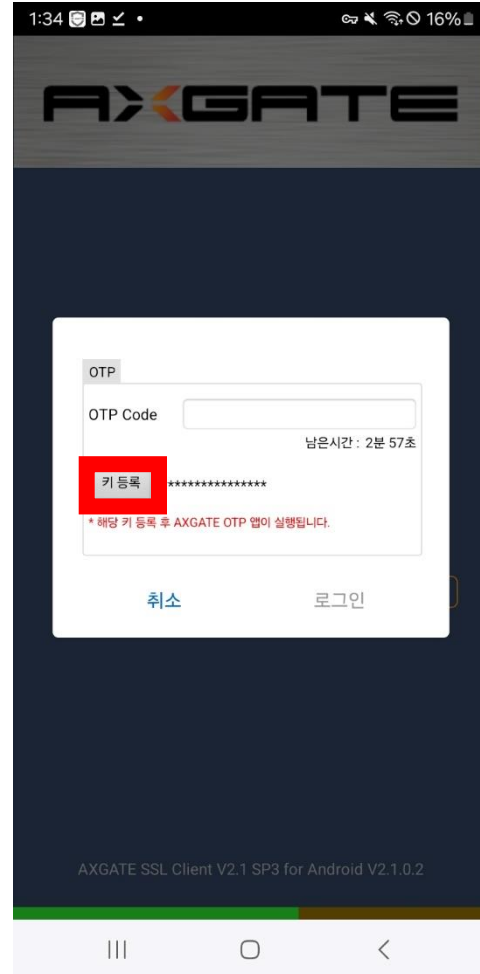 1:34 16%
AXGATE
OTP
OTP Code
남은시간 : 2분 57초
키 등록 ***************
* 해당 키 등록 후 AXGATE OTP 앱이 실행됩니다.
취소 로그인
AXGATE SSL Client V2.1 SP3 for Android V2.1.0.2